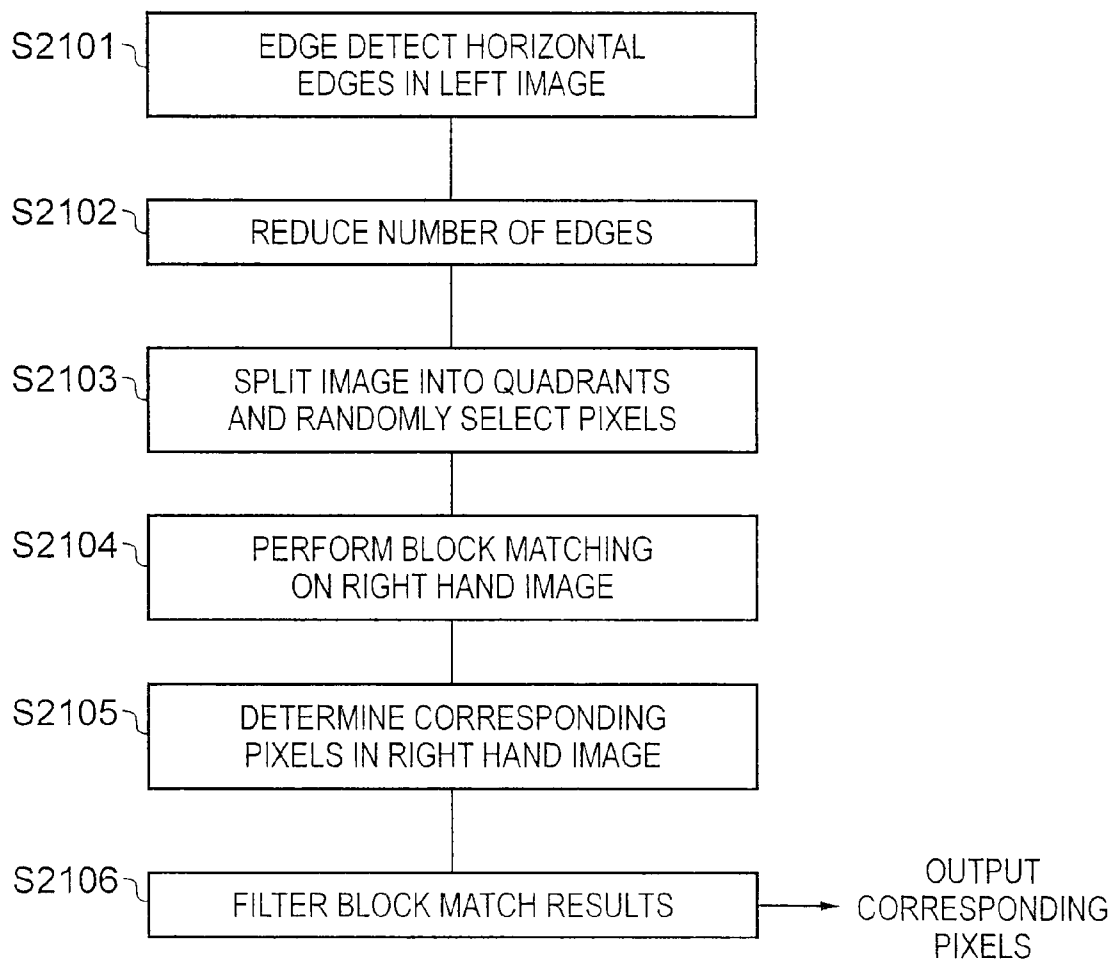 S2101
EDGE DETECT HORIZONTAL
EDGES IN LEFT IMAGE
S2102
REDUCE NUMBER OF EDGES
S2103
SPLIT IMAGE INTO QUADRANTS
AND RANDOMLY SELECT PIXELS
S2104
PERFORM BLOCK MATCHING
ON RIGHT HAND IMAGE
S2105
DETERMINE CORRESPONDING
PIXELS IN RIGHT HAND IMAGE
S2106
FILTER BLOCK MATCH RESULTS
OUTPUT
CORRESPONDING
PIXELS